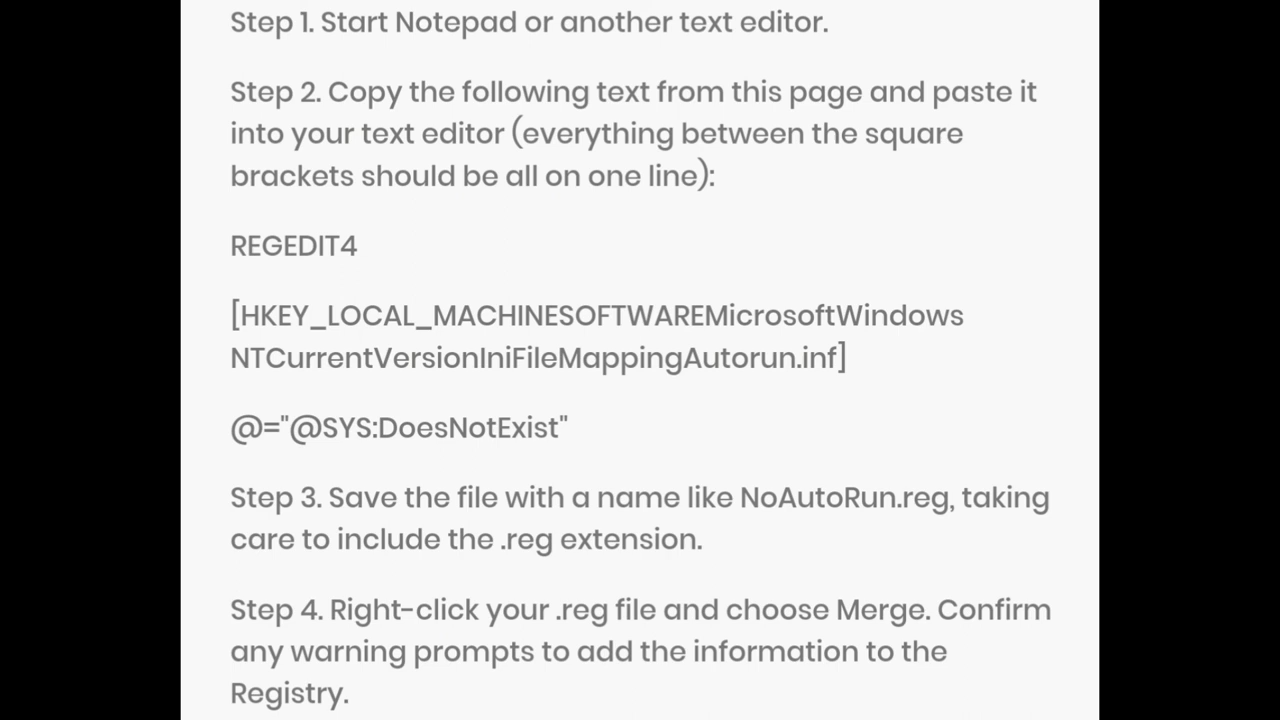 Step 1. Start Notepad or another text editor.
Step 2. Copy the following text from this page and paste it
into your text editor (everything between the square
brackets should be all on one line):
REGEDIT4
[HKEY_LOCAL_MACHINESOFTWAREMicrosoftWindows
NTCurrentVersionIniFileMappingAutorun.inf]
@="@SYS:DoesNotExist"
Step 3. Save the file with a name like NoAutoRun.reg, taking
care to include the .reg extension.
Step 4. Right-click your .reg file and choose Merge. Confirm
any warning prompts to add the information to the
Registry.